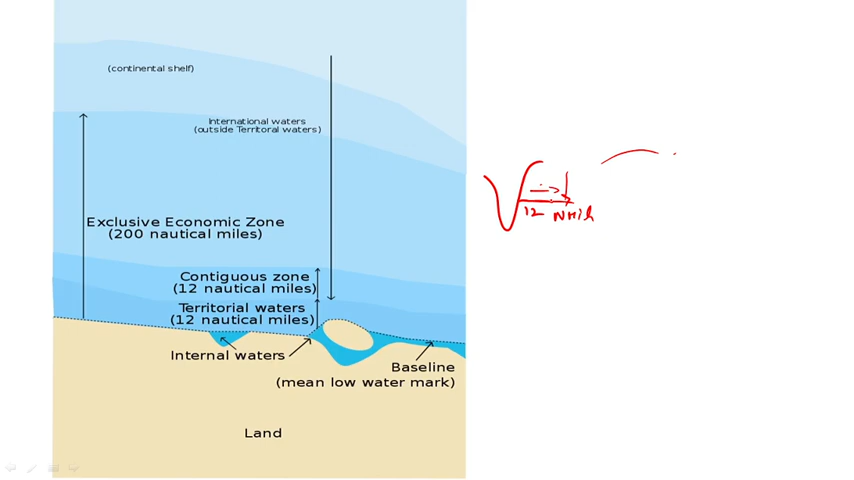 (continental shelf)
International waters
(outside Territoral waters)
Exclusive Economic Zone
(200 nautical miles)
Contiguous zone
(12 nautical miles)
Territorial waters
(12 nautical miles)
Internal waters
Baseline
(mean low water mark)
Land
12